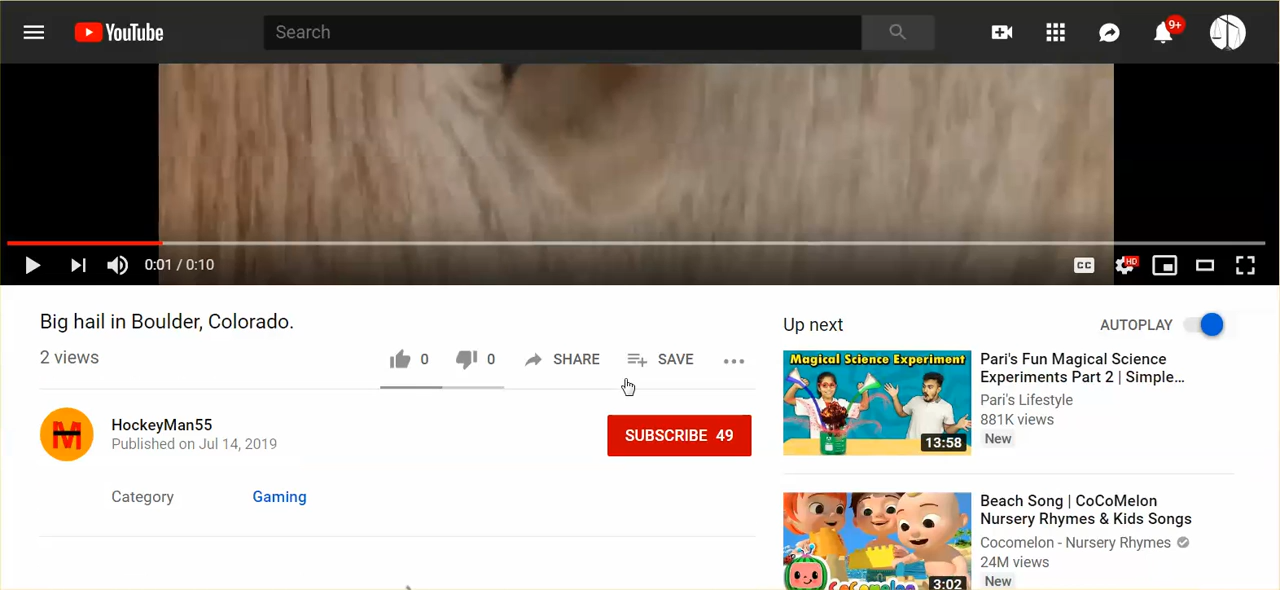 YouTube
Search
9+
0:01 / 0:10
CC
HD
Big hail in Boulder, Colorado.
2 views
0
0
SHARE
SAVE
HockeyMan55
Published on Jul 14, 2019
SUBSCRIBE 49
Category
Gaming
Up next
AUTOPLAY
Magical Science Experiment
13:58
Pari's Fun Magical Science
Experiments Part 2 | Simple...
Pari's Lifestyle
881K views
New
CoComelon
3:02
Beach Song | CoCoMelon
Nursery Rhymes & Kids Songs
Cocomelon - Nursery Rhymes
24M views
New